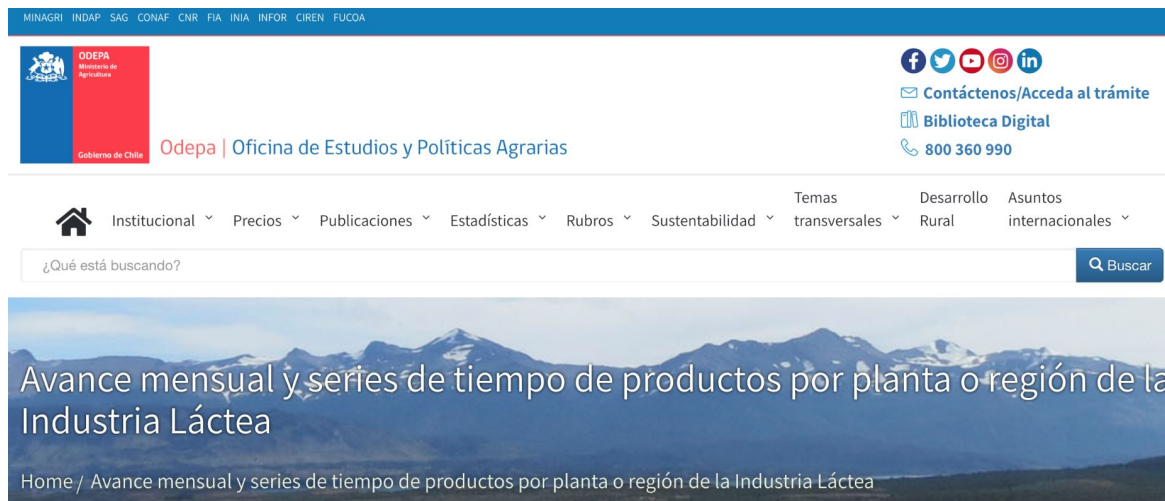 MINAGRI INDAP SAG CONAF CNR FIA INIA INFOR CIREN FUCOA
ODEPA
Ministerio de
Agricultura
Gobierno de Chile
Odepa | Oficina de Estudios y Políticas Agrarias
Contáctenos/Acceda al trámite
Biblioteca Digital
800 360 990
Institucional Precios Publicaciones Estadísticas Rubros Sustentabilidad Temas transversales Desarrollo Rural Asuntos internacionales
¿Qué está buscando?
Buscar
Avance mensual y series de tiempo de productos por planta o región de la
Industria Láctea
Home / Avance mensual y series de tiempo de productos por planta o región de la Industria Láctea